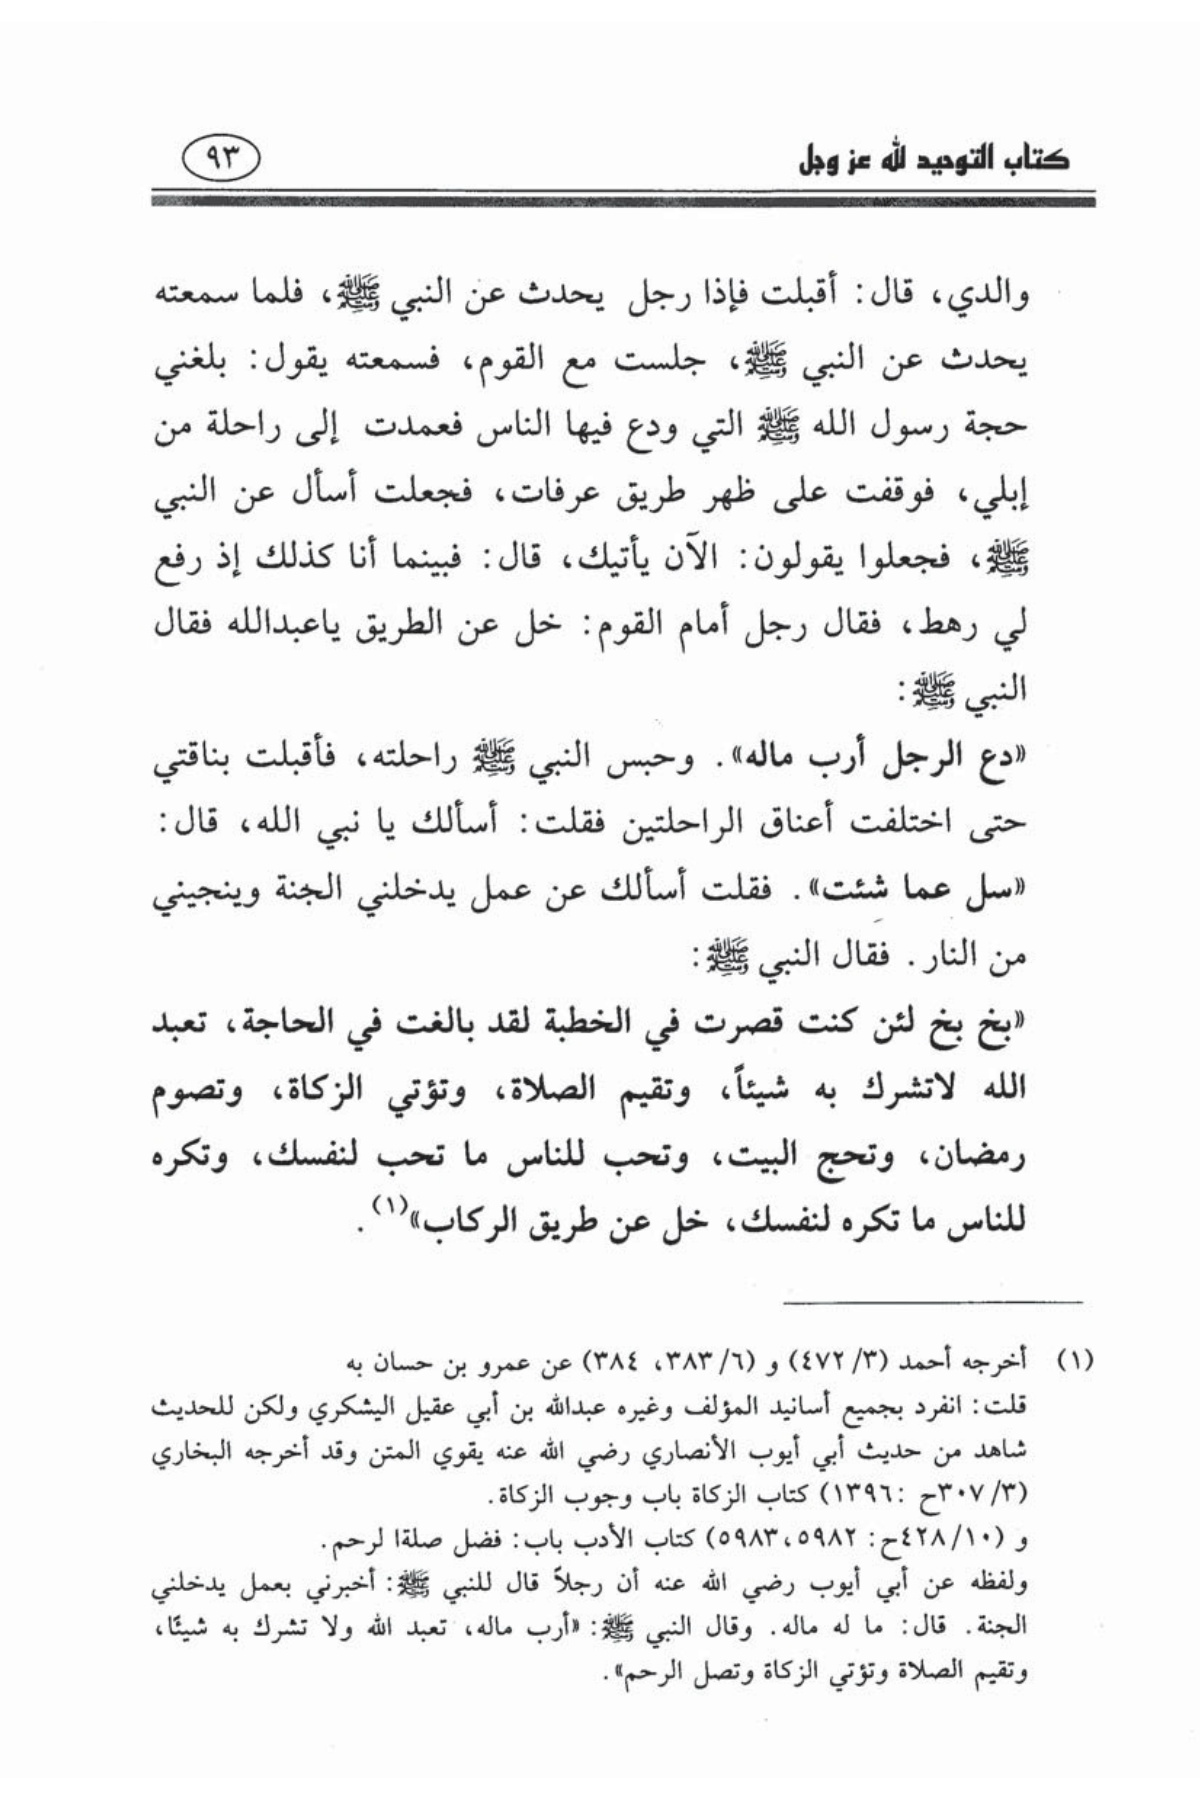 كتاب التوحيد لله عز وجل
٩٣
والدي، قال: أقبلت فإذا رجل يحدث عن النبي ﷺ، فلما سمعته
يحدث عن النبي ﷺ، جلست مع القوم، فسمعته يقول: بلغني
حجة رسول الله ﷺ التي ودع فيها الناس فعمدت إلى راحلة من
إبلي، فوقفت على ظهر طريق عرفات، فجعلت أسأل عن النبي
ﷺ، فجعلوا يقولون: الآن يأتيك، قال: فبينما أنا كذلك إذ رفع
لي رهط، فقال رجل أمام القوم: خل عن الطريق ياعبدالله فقال
النبي ﷺ:
«دع الرجل أرب ماله». وحبس النبي ﷺ راحلته، فأقبلت بناقتي
حتى اختلفت أعناق الراحلتين فقلت: أسألك يا نبي الله، قال:
«سل عما شئت». فقلت أسألك عن عمل يدخلني الجنة وينجيني
من النار. فقال النبي ﷺ:
«بخ بخ لئن كنت قصرت في الخطبة لقد بالغت في الحاجة، تعبد
الله لاتشرك به شيئاً، وتقيم الصلاة، وتؤتي الزكاة، وتصوم
رمضان، وتحج البيت، وتحب للناس ما تحب لنفسك، وتكره
للناس ما تكره لنفسك، خل عن طريق الركاب»(١).
(١) أخرجه أحمد (٣/ ٤٧٢) و (٦/ ٣٨٣، ٣٨٤) عن عمرو بن حسان به
قلت: انفرد بجميع أسانيد المؤلف وغيره عبدالله بن أبي عقيل اليشكري ولكن للحديث
شاهد من حديث أبي أيوب الأنصاري رضي الله عنه يقوي المتن وقد أخرجه البخاري
(٣/ ٣٠٧ح :١٣٩٦) كتاب الزكاة باب وجوب الزكاة.
و (١٠/ ٤٢٨ح: ٥٩٨٢، ٥٩٨٣) كتاب الأدب باب: فضل صلةا لرحم.
ولفظه عن أبي أيوب رضي الله عنه أن رجلاً قال للنبي ﷺ: أخبرني بعمل يدخلني
الجنة. قال: ما له ماله. وقال النبي ﷺ: «أرب ماله، تعبد الله ولا تشرك به شيئًا،
وتقيم الصلاة وتؤتي الزكاة وتصل الرحم».